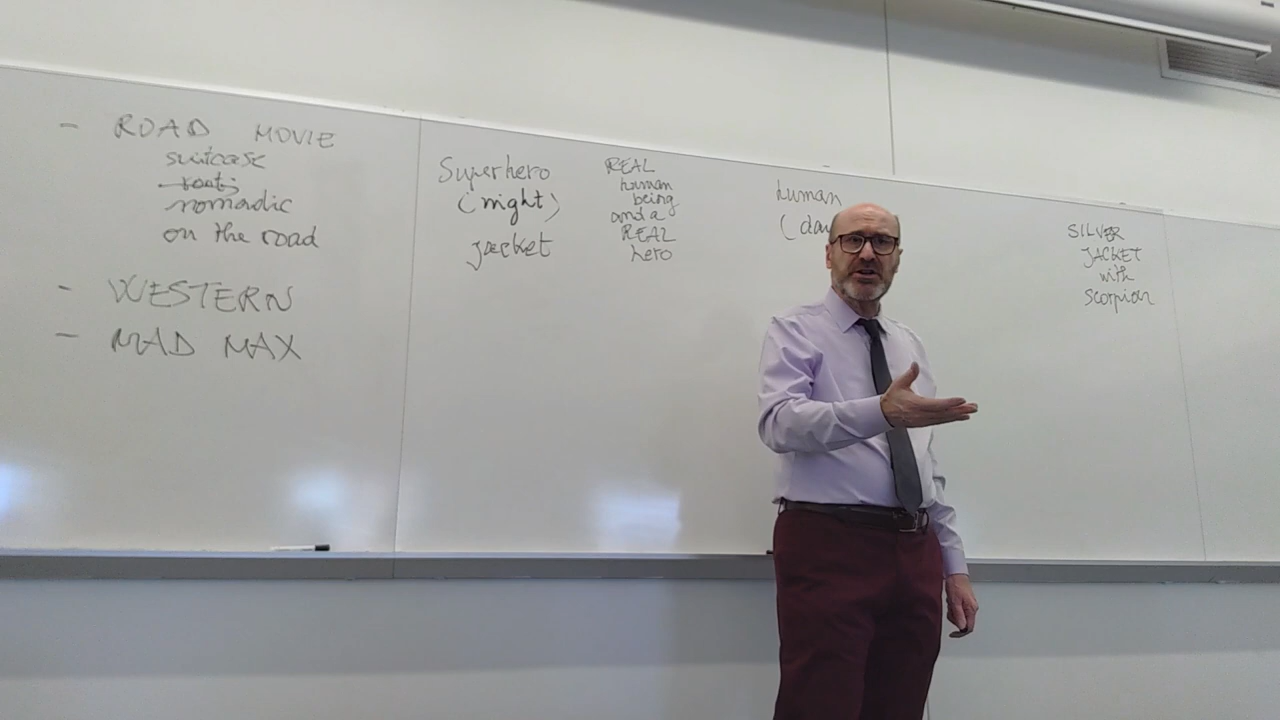 - ROAD MOVIE
suitcase
roots
nomadic
on the road
- WESTERN
- MAD MAX
Superhero
(night)
jacket
REAL
human
being
and a
REAL
hero
human
SILVER
JACKET
with
scorpion